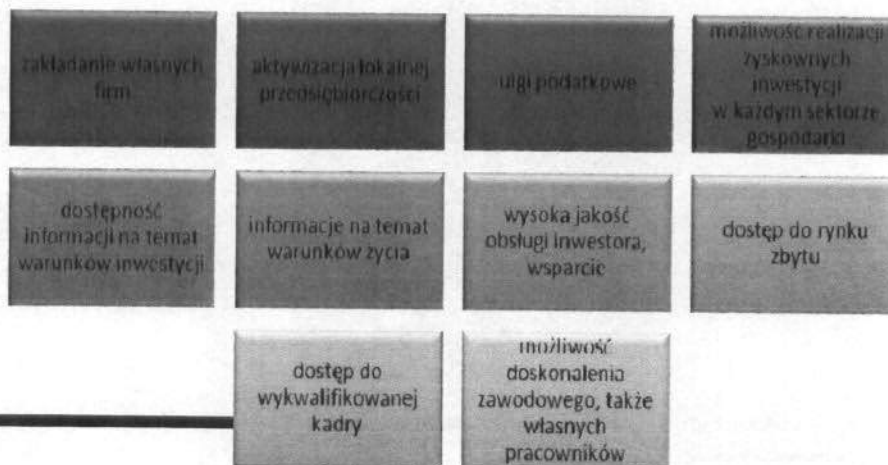 zakładanie własnych
firm
aktywizacja lokalnej
przedsiębiorczości
ulgi podatkowe
możliwość realizacji
zyskownych
inwestycji
w każdym sektorze
gospodarki
dostępność
informacji na temat
warunków inwestycji
informacje na temat
warunków życia
wysoka jakość
obsługi inwestora,
wsparcie
dostęp do rynku
zbytu
dostęp do
wykwalifikowanej
kadry
możliwość
doskonalenia
zawodowego, także
własnych
pracowników